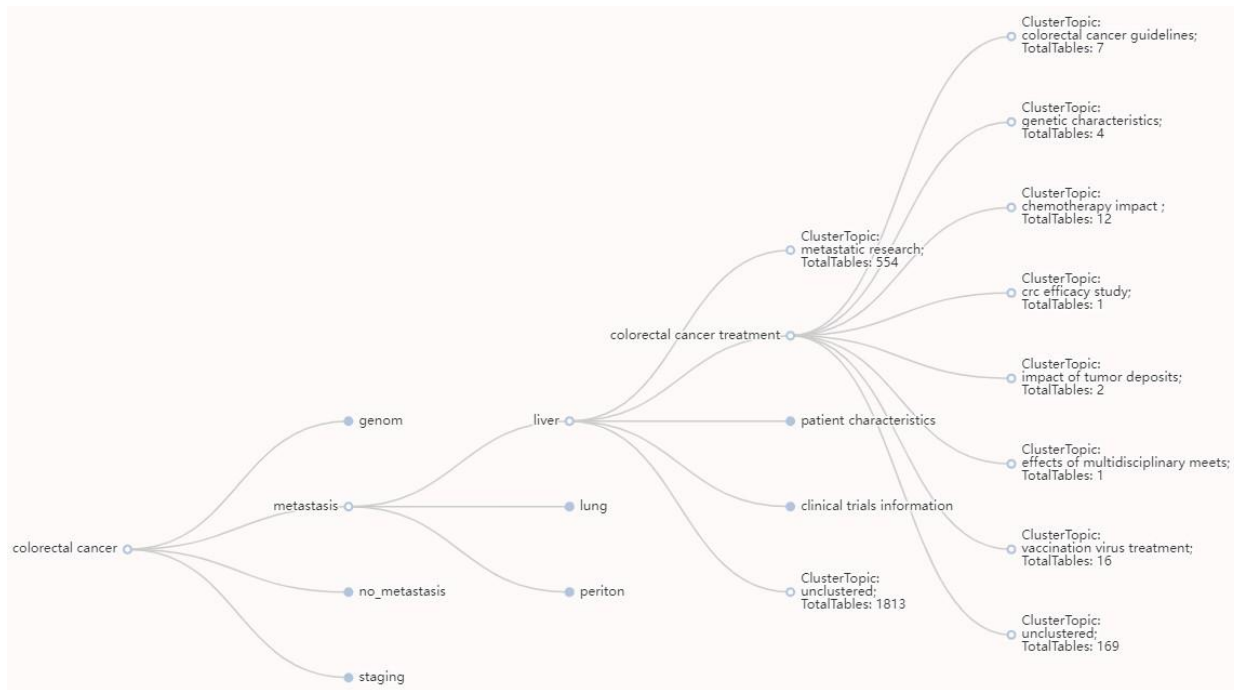 ClusterTopic:
colorectal cancer guidelines;
TotalTables: 7
ClusterTopic:
genetic characteristics;
TotalTables: 4
ClusterTopic:
chemotherapy impact ;
TotalTables: 12
ClusterTopic:
metastatic research;
TotalTables: 554
ClusterTopic:
crc efficacy study;
TotalTables: 1
colorectal cancer treatment
ClusterTopic:
impact of tumor deposits;
TotalTables: 2
genom
liver
patient characteristics
ClusterTopic:
effects of multidisciplinary meets;
TotalTables: 1
metastasis
lung
clinical trials information
colorectal cancer
ClusterTopic:
vaccination virus treatment;
TotalTables: 16
no_metastasis
periton
ClusterTopic:
unclustered;
TotalTables: 1813
ClusterTopic:
unclustered;
TotalTables: 169
staging